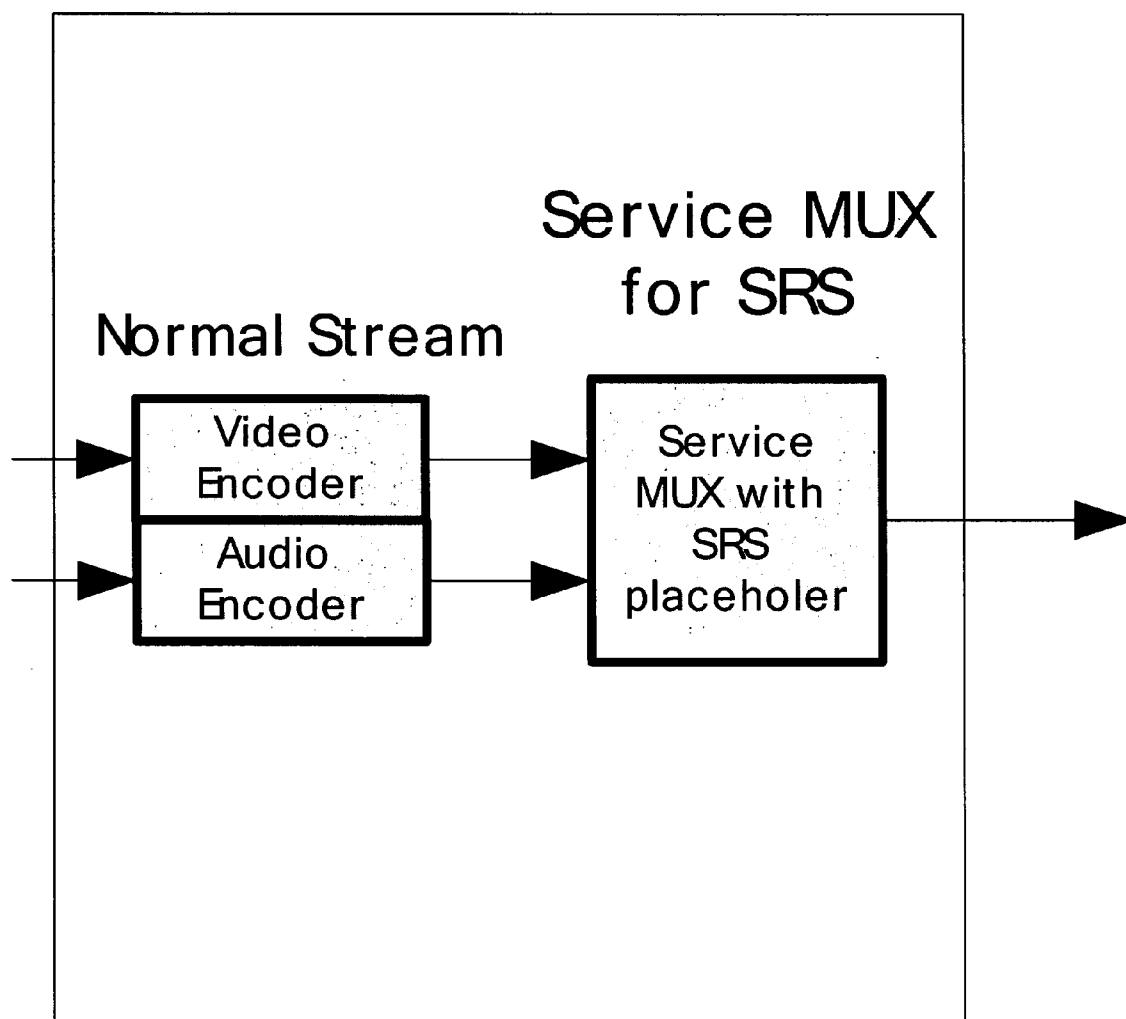 Service MUX
for SRS
Normal Stream
Video
Encoder
Audio
Encoder
Service
MUX with
SRS
placeholer